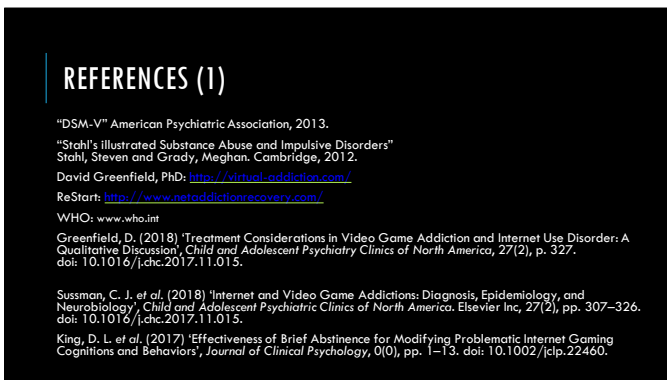 REFERENCES (1)
“DSM-V” American Psychiatric Association, 2013.
“Stahl’s illustrated Substance Abuse and Impulsive Disorders”
Stahl, Steven and Grady, Meghan. Cambridge, 2012.
David Greenfield, PhD: http://virtual-addiction.com/
ReStart: http://www.netaddictionrecovery.com/
WHO: www.who.int
Greenfield, D. (2018) ‘Treatment Considerations in Video Game Addiction and Internet Use Disorder: A
Qualitative Discussion’, Child and Adolescent Psychiatry Clinics of North America, 27(2), p. 327.
doi: 10.1016/j.chc.2017.11.015.
Sussman, C. J. et al. (2018) ‘Internet and Video Game Addictions: Diagnosis, Epidemiology, and
Neurobiology’, Child and Adolescent Psychiatric Clinics of North America. Elsevier Inc, 27(2), pp. 307–326.
doi: 10.1016/j.chc.2017.11.015.
King, D. L. et al. (2017) ‘Effectiveness of Brief Abstinence for Modifying Problematic Internet Gaming
Cognitions and Behaviors’, Journal of Clinical Psychology, 0(0), pp. 1–13. doi: 10.1002/jclp.22460.